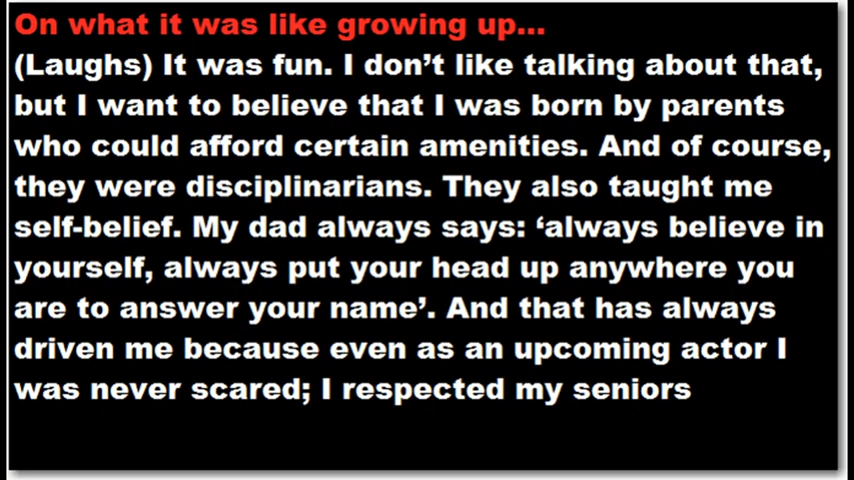 On what it was like growing up...
(Laughs) It was fun. I don’t like talking about that,
but I want to believe that I was born by parents
who could afford certain amenities. And of course,
they were disciplinarians. They also taught me
self-belief. My dad always says: ‘always believe in
yourself, always put your head up anywhere you
are to answer your name’. And that has always
driven me because even as an upcoming actor I
was never scared; I respected my seniors